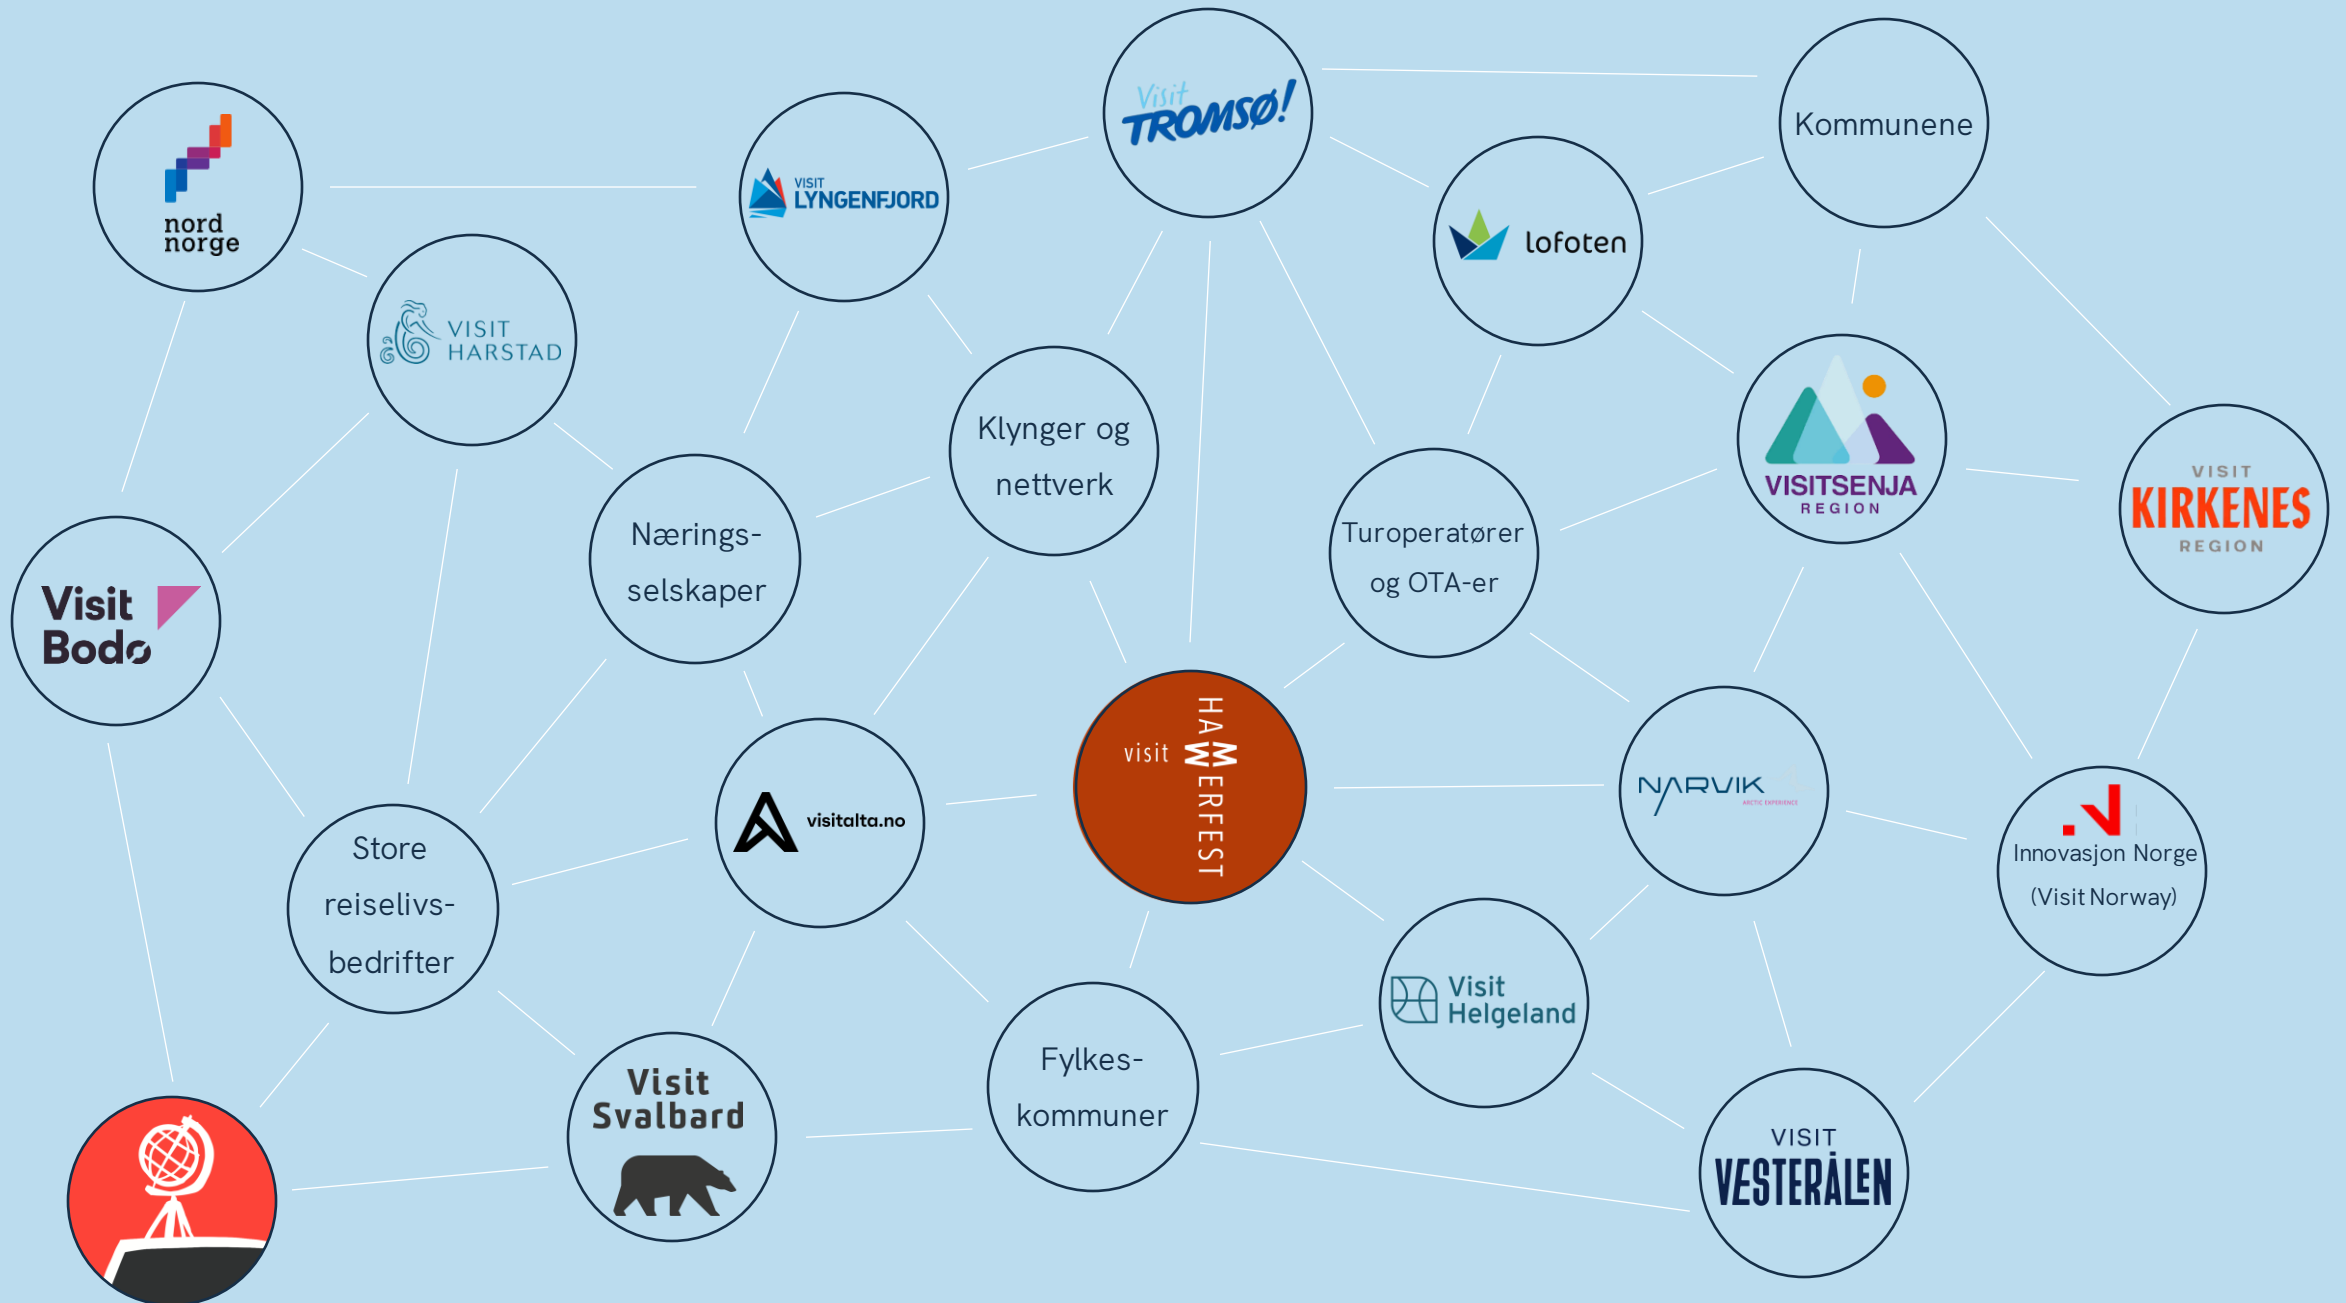 Visit
TROMSØ!
Kommunene
nord
norge
VISIT
LYNGENFJORD
lofoten
VISIT
HARSTAD
Klynger og
nettverk
VISITSENJA
REGION
VISIT
KIRKENES
REGION
Nærings-
selskaper
Turoperatører
og OTA-er
Visit
Bodø
visit
HAMMERFEST
visitalta.no
NARVIK
ARCTIC EXPERIENCE
Innovasjon Norge
(Visit Norway)
Store
reiselivs-
bedrifter
Visit
Helgeland
Fylkes-
kommuner
Visit
Svalbard
VISIT
VESTERÅLEN